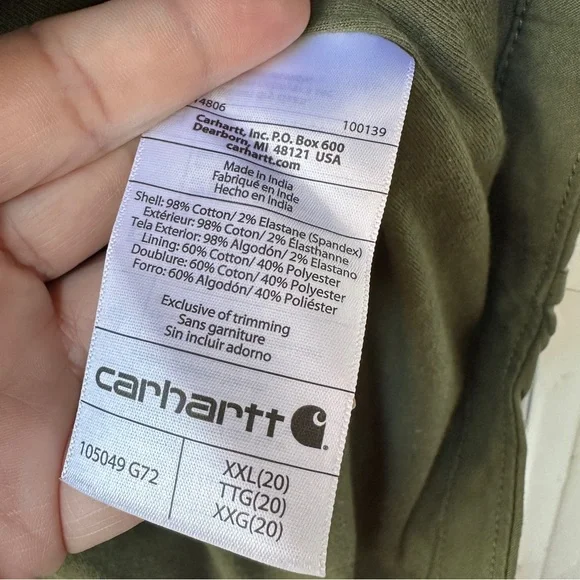 14806 100139
Carhartt, Inc. P.O. Box 600
Dearborn, MI 48121 USA
carhartt.com
Made in India
Fabriqué en Inde
Hecho en India
Shell: 98% Cotton/ 2% Elastane (Spandex)
Extérieur: 98% Coton/ 2% Élasthanne
Tela Exterior: 98% Algodón/ 2% Elastano
Lining: 60% Cotton/ 40% Polyester
Doublure: 60% Coton/ 40% Polyester
Forro: 60% Algodón/ 40% Poliéster
Exclusive of trimming
Sans garniture
Sin incluir adorno
carhartt
105049 G72
XXL(20)
TTG(20)
XXG(20)